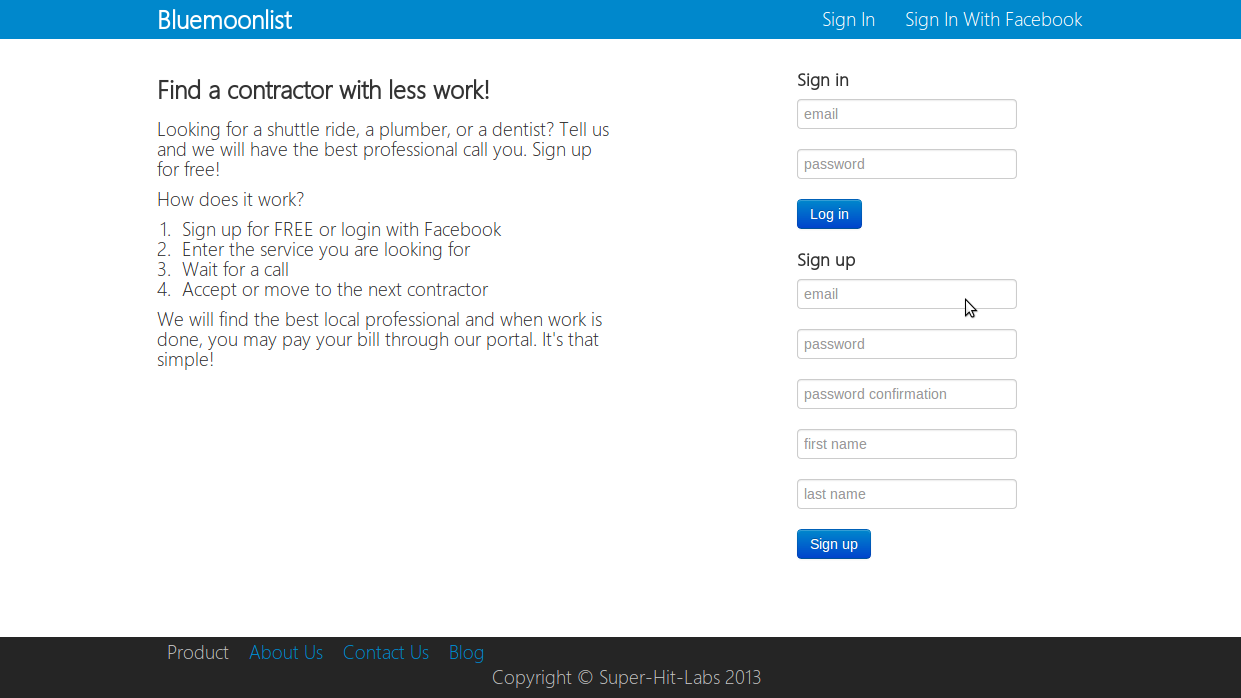 Bluemoonlist
Sign In
Sign In With Facebook
Find a contractor with less work!
Looking for a shuttle ride, a plumber, or a dentist? Tell us
and we will have the best professional call you. Sign up
for free!
How does it work?
1. Sign up for FREE or login with Facebook
2. Enter the service you are looking for
3. Wait for a call
4. Accept or move to the next contractor
We will find the best local professional and when work is
done, you may pay your bill through our portal. It's that
simple!
Sign in
email
password
Log in
Sign up
email
password
password confirmation
first name
last name
Sign up
Product
About Us
Contact Us
Blog
Copyright © Super-Hit-Labs 2013